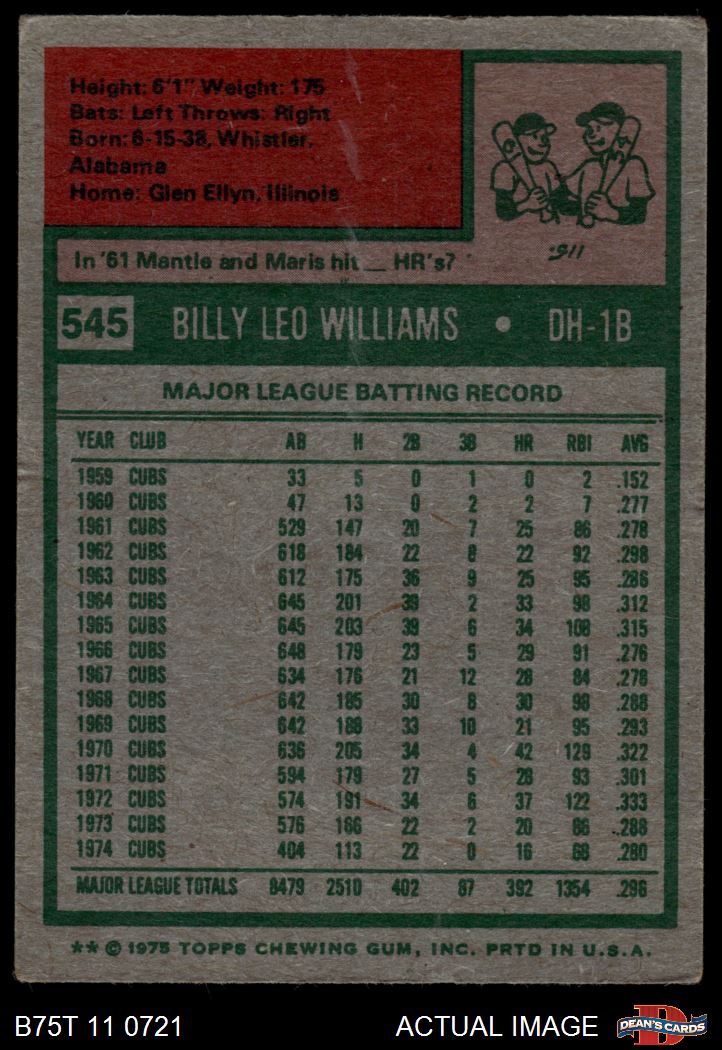 Height: 6'1" Weight: 175
Bats: Left Throws: Right
Born: 6-15-38, Whistler,
Alabama
Home: Glen Ellyn, Illinois
In '61 Mantle and Maris hit __ HR's?
545 BILLY LEO WILLIAMS • DH-1B
MAJOR LEAGUE BATTING RECORD
YEAR CLUB AB H 2B 3B HR RBI AVG
1959 CUBS 33 5 0 1 0 2 .152
1960 CUBS 47 13 0 2 2 7 .277
1961 CUBS 529 147 20 7 25 86 .278
1962 CUBS 618 184 22 8 22 92 .298
1963 CUBS 612 175 36 9 25 95 .286
1964 CUBS 645 201 39 2 33 98 .312
1965 CUBS 645 203 39 6 34 108 .315
1966 CUBS 648 179 23 5 29 91 .276
1967 CUBS 634 176 21 12 28 84 .278
1968 CUBS 642 185 30 8 30 98 .288
1969 CUBS 642 188 33 10 21 95 .293
1970 CUBS 636 205 34 4 42 129 .322
1971 CUBS 594 179 27 5 28 93 .301
1972 CUBS 574 191 34 6 37 122 .333
1973 CUBS 576 166 22 2 20 86 .288
1974 CUBS 404 113 22 0 16 68 .280
MAJOR LEAGUE TOTALS 8479 2510 402 87 392 1354 .296
** © 1975 TOPPS CHEWING GUM, INC. PRTD IN U.S.A.
B75T 11 0721 ACTUAL IMAGE DEAN'S CARDS
115.